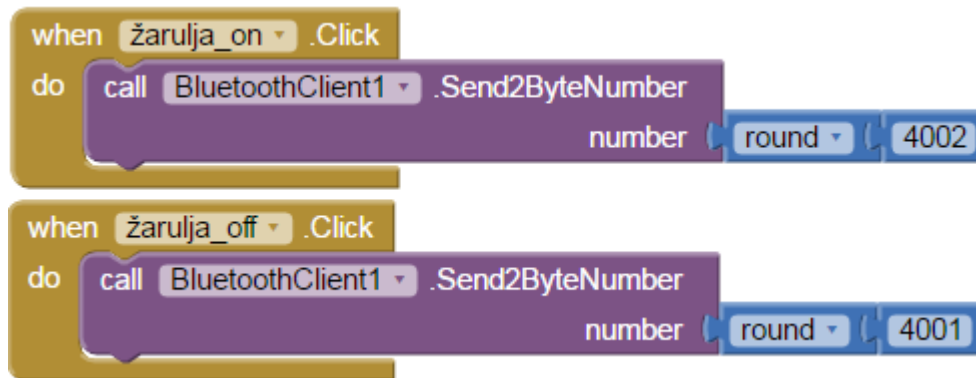 when žarulja_on .Click
do call BluetoothClient1 .Send2ByteNumber
number round 4002
when žarulja_off .Click
do call BluetoothClient1 .Send2ByteNumber
number round 4001